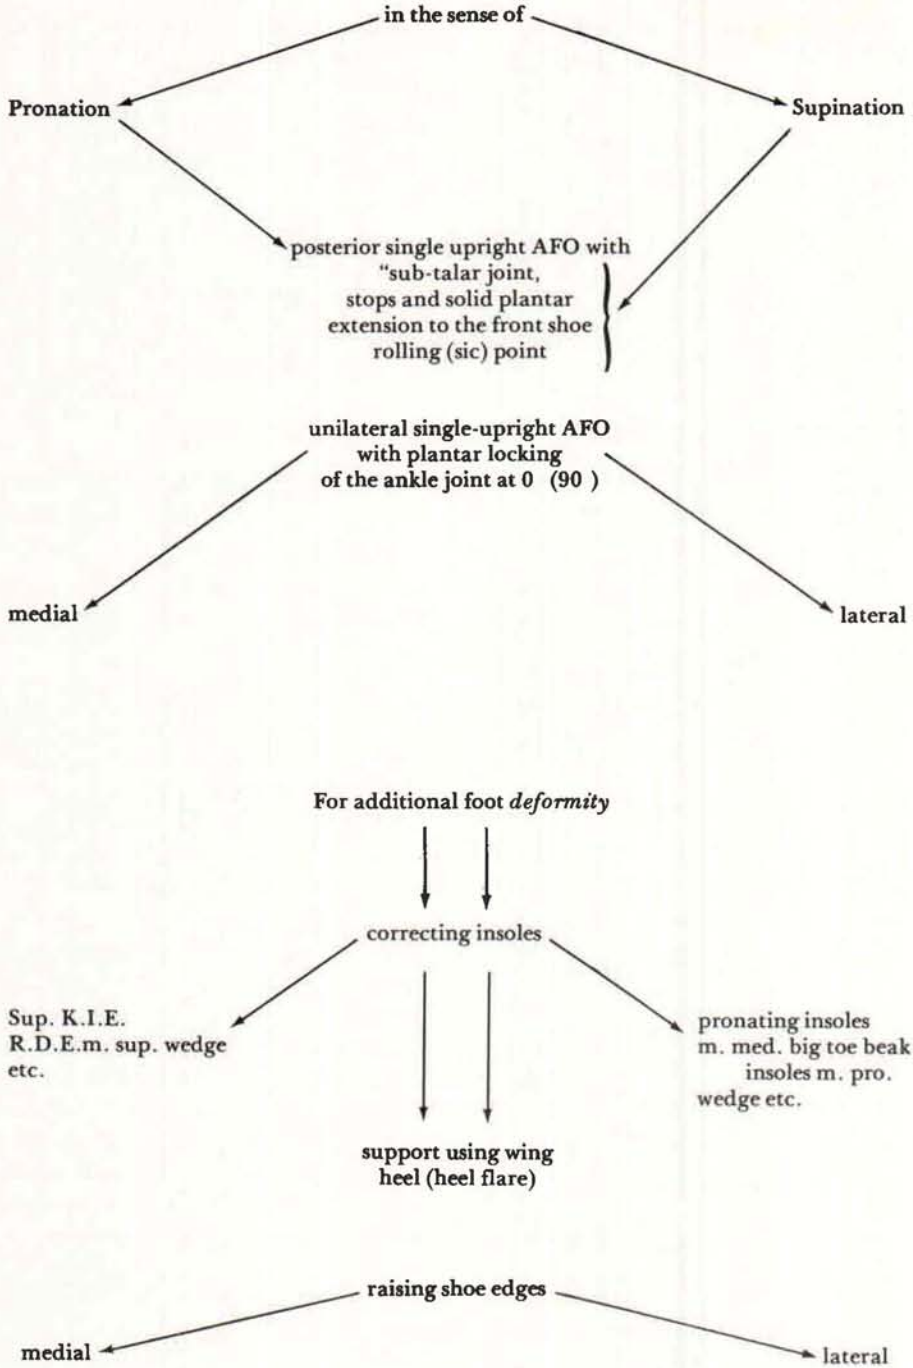 in the sense of
Pronation
Supination
posterior single upright AFO with
"sub-talar joint,
stops and solid plantar
extension to the front shoe
rolling (sic) point
unilateral single-upright AFO
with plantar locking
of the ankle joint at 0 (90 )
medial
lateral
For additional foot deformity
correcting insoles
Sup. K.I.E.
R.D.E.m. sup. wedge
etc.
pronating insoles
m. med. big toe beak
insoles m. pro.
wedge etc.
support using wing
heel (heel flare)
raising shoe edges
medial
lateral